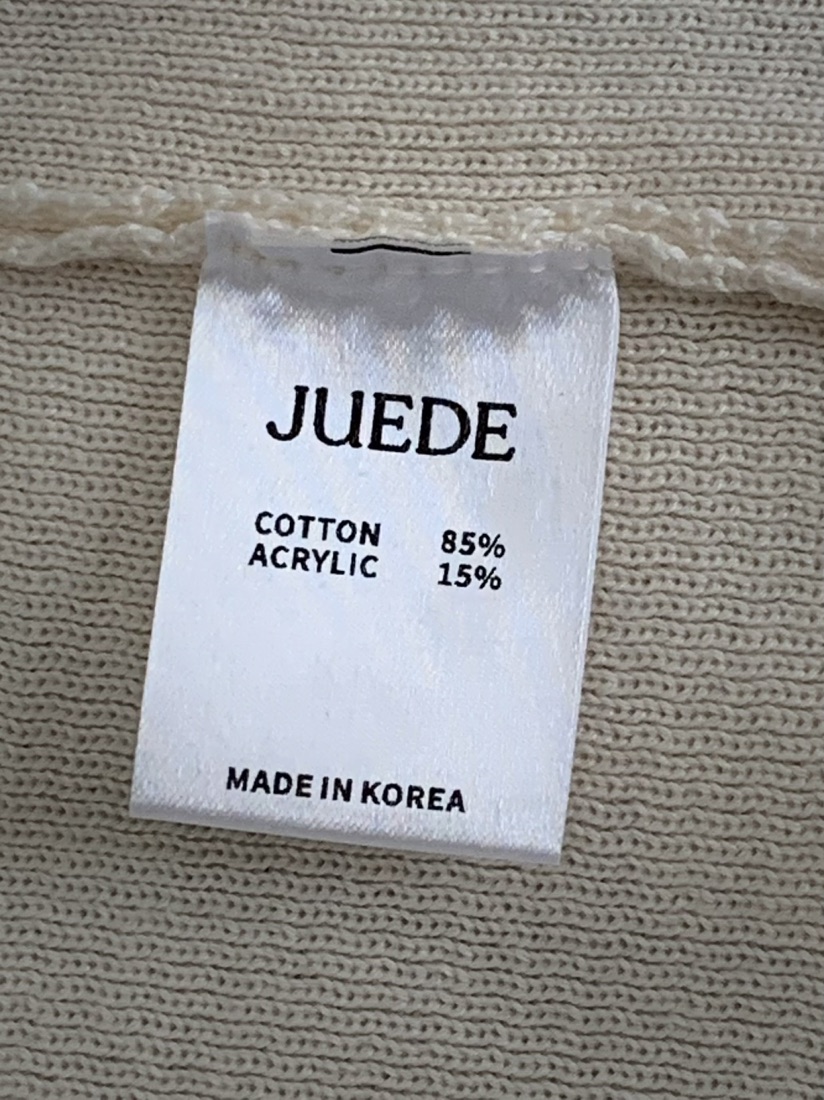 JUEDE
COTTON 85%
ACRYLIC 15%
MADE IN KOREA